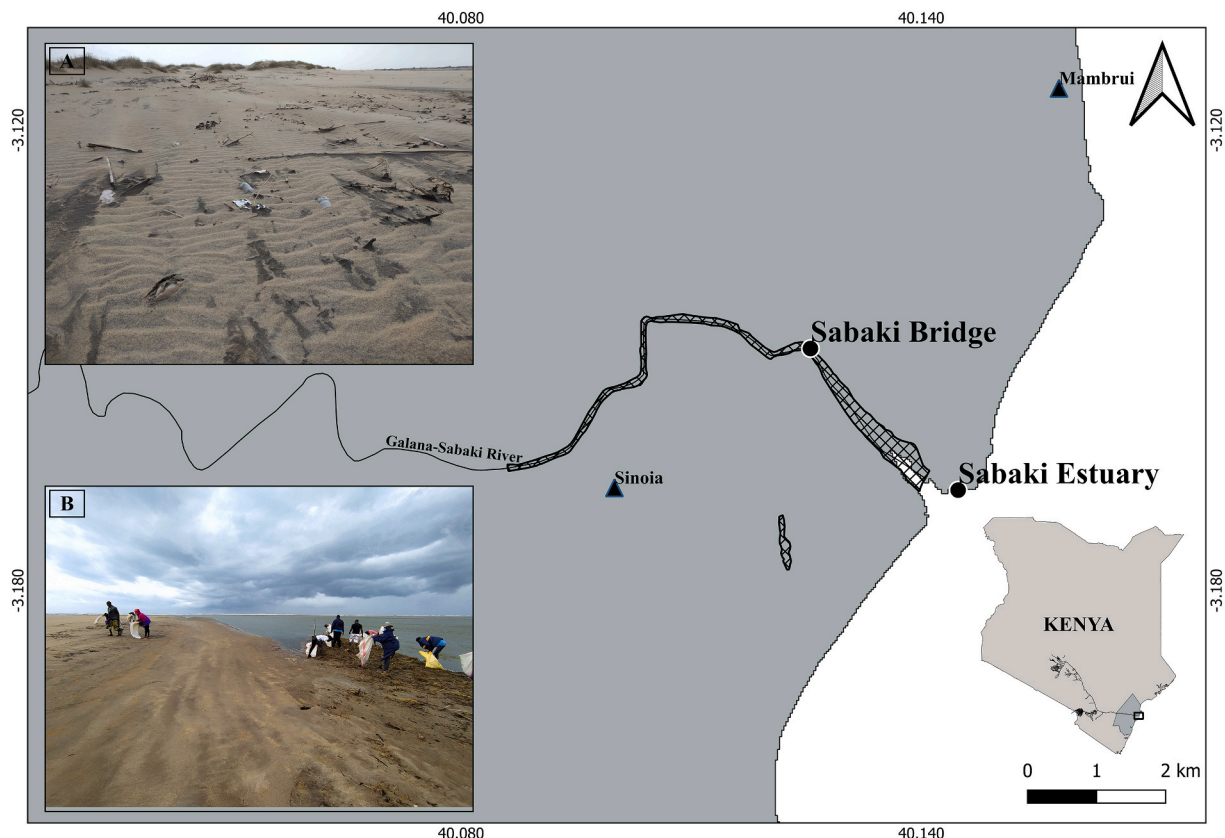 40.080
40.140
A
Mambrui
-3.120
-3.120
Sabaki Bridge
Galana-Sabaki River
Sinoia
Sabaki Estuary
B
-3.180
-3.180
KENYA
0 1 2 km
40.080
40.140